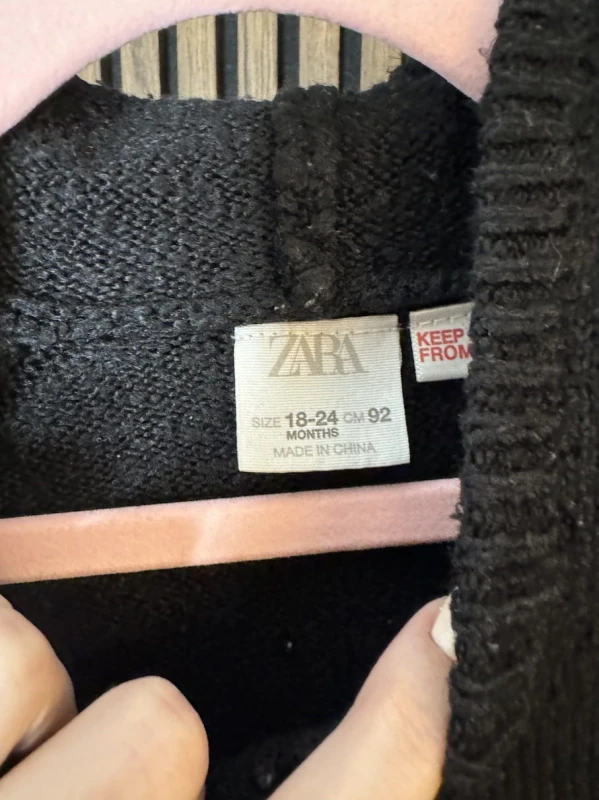 ZARA
SIZE 18-24 CM 92
MONTHS
MADE IN CHINA
KEEP
FROM